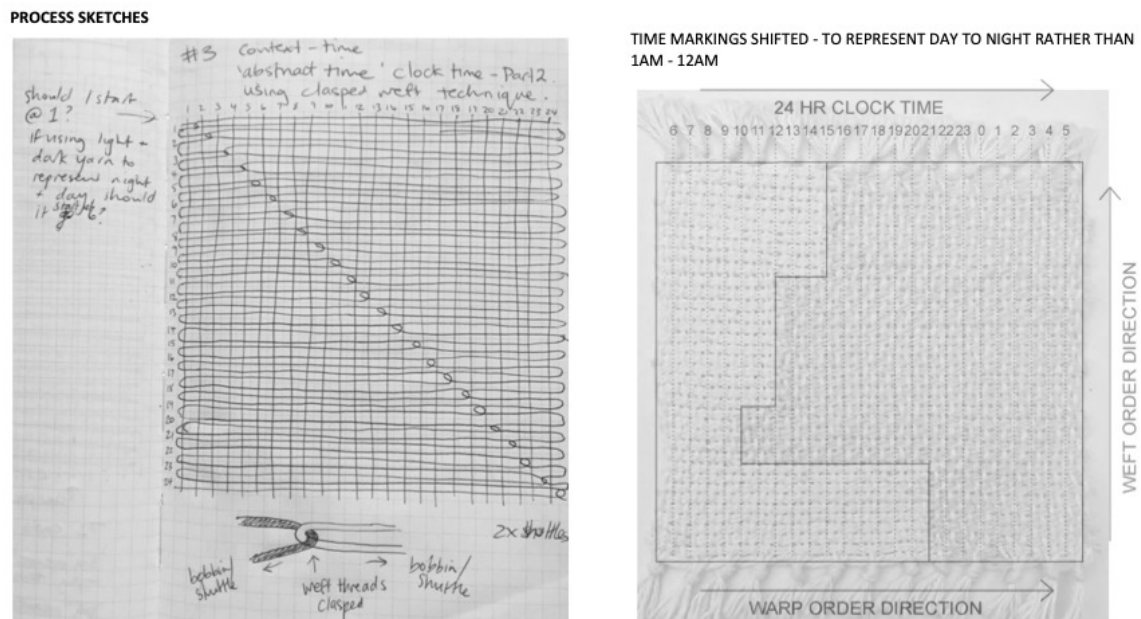 PROCESS SKETCHES
#3 Context - time
'abstract time' clock time - Part 2.
using clasped weft technique.
should I start
@ 1?
If using light +
dark yarn to
represent night
+ day should
it start at 6?
1 2 3 4 5 6 7 8 9 10 11 12 13 14 15 16 17 18 19 20 21 22 23 24
2x shuttles
bobbin/
shuttle
weft threads
clasped
bobbin/
shuttle
TIME MARKINGS SHIFTED - TO REPRESENT DAY TO NIGHT RATHER THAN
1AM - 12AM
24 HR CLOCK TIME
6 7 8 9 10 11 12 13 14 15 16 17 18 19 20 21 22 23 0 1 2 3 4 5
WEFT ORDER DIRECTION
WARP ORDER DIRECTION